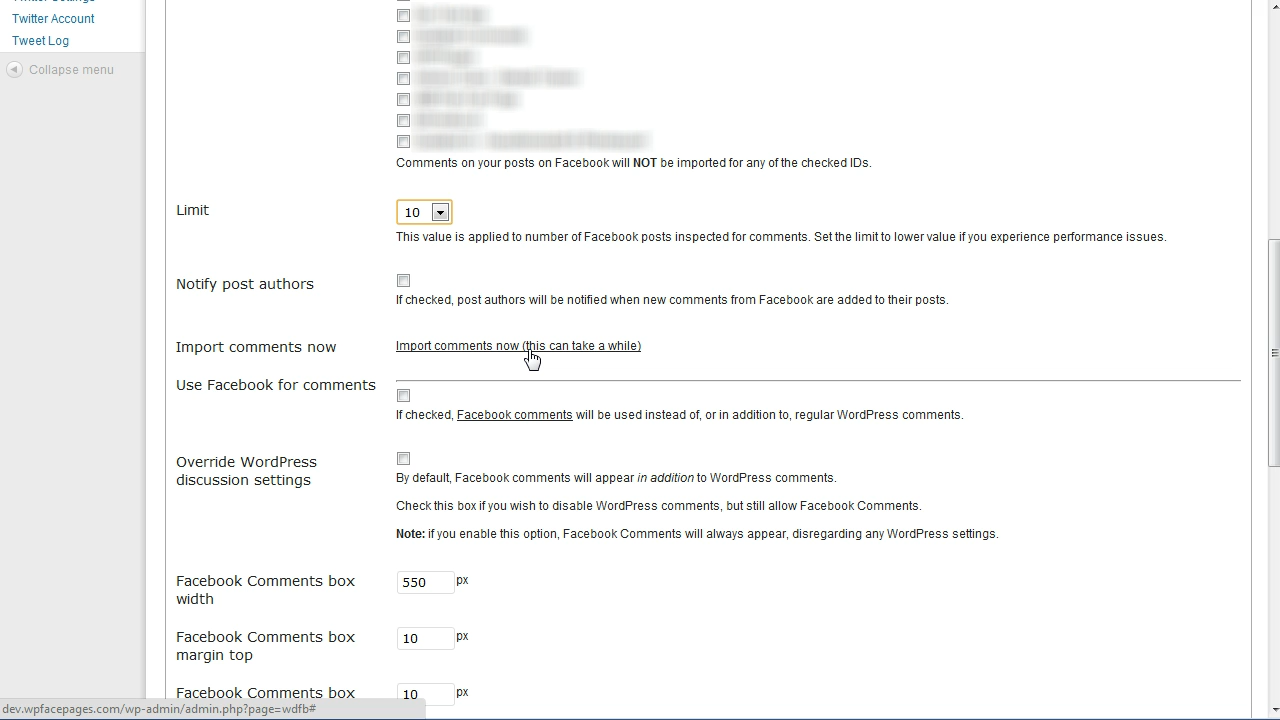 Twitter Account
Tweet Log
Collapse menu
Comments on your posts on Facebook will NOT be imported for any of the checked IDs.
Limit
10
This value is applied to number of Facebook posts inspected for comments. Set the limit to lower value if you experience performance issues.
Notify post authors
If checked, post authors will be notified when new comments from Facebook are added to their posts.
Import comments now
Import comments now (this can take a while)
Use Facebook for comments
If checked, Facebook comments will be used instead of, or in addition to, regular WordPress comments.
Override WordPress
discussion settings
By default, Facebook comments will appear in addition to WordPress comments.
Check this box if you wish to disable WordPress comments, but still allow Facebook Comments.
Note: if you enable this option, Facebook Comments will always appear, disregarding any WordPress settings.
Facebook Comments box
width
550 px
Facebook Comments box
margin top
10 px
Facebook Comments box
10 px
dev.wpfacepages.com/wp-admin/admin.php?page=wdfb#